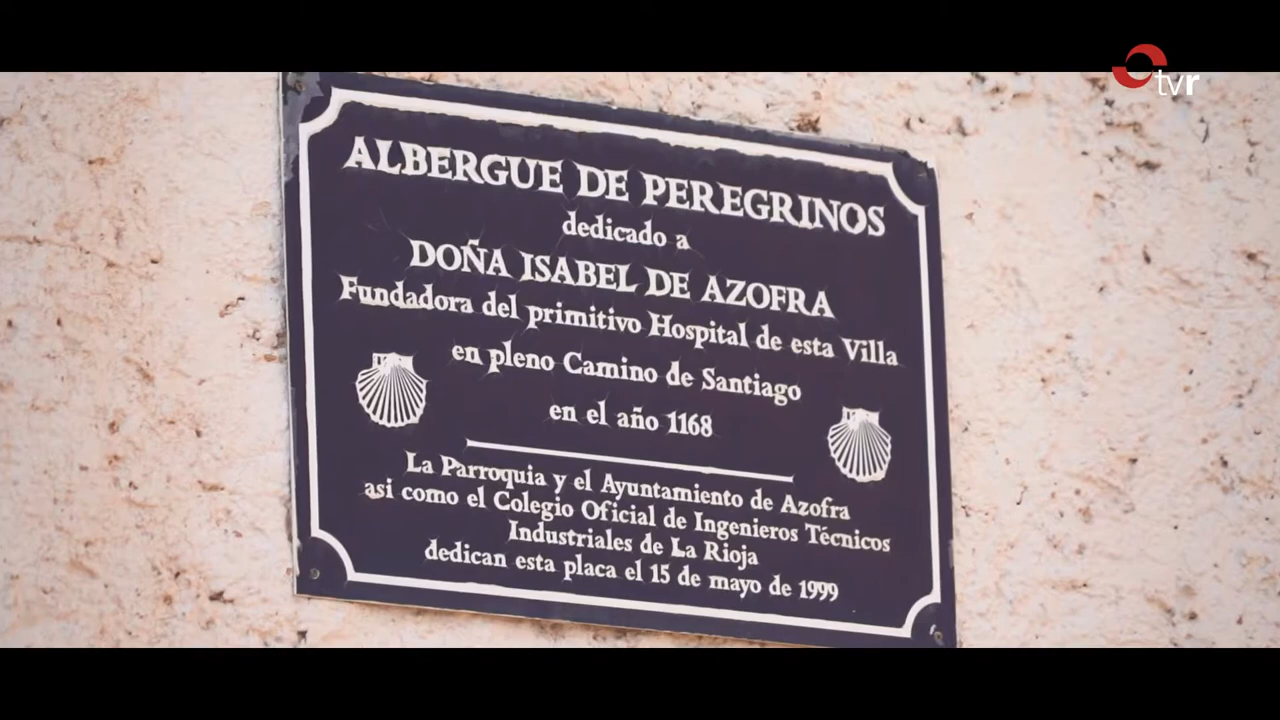 tvr
ALBERGUE DE PEREGRINOS
dedicado a
DOÑA ISABEL DE AZOFRA
Fundadora del primitivo Hospital de esta Villa
en pleno Camino de Santiago
en el año 1168
La Parroquia y el Ayuntamiento de Azofra
asi como el Colegio Oficial de Ingenieros Técnicos
Industriales de La Rioja
dedican esta placa el 15 de mayo de 1999